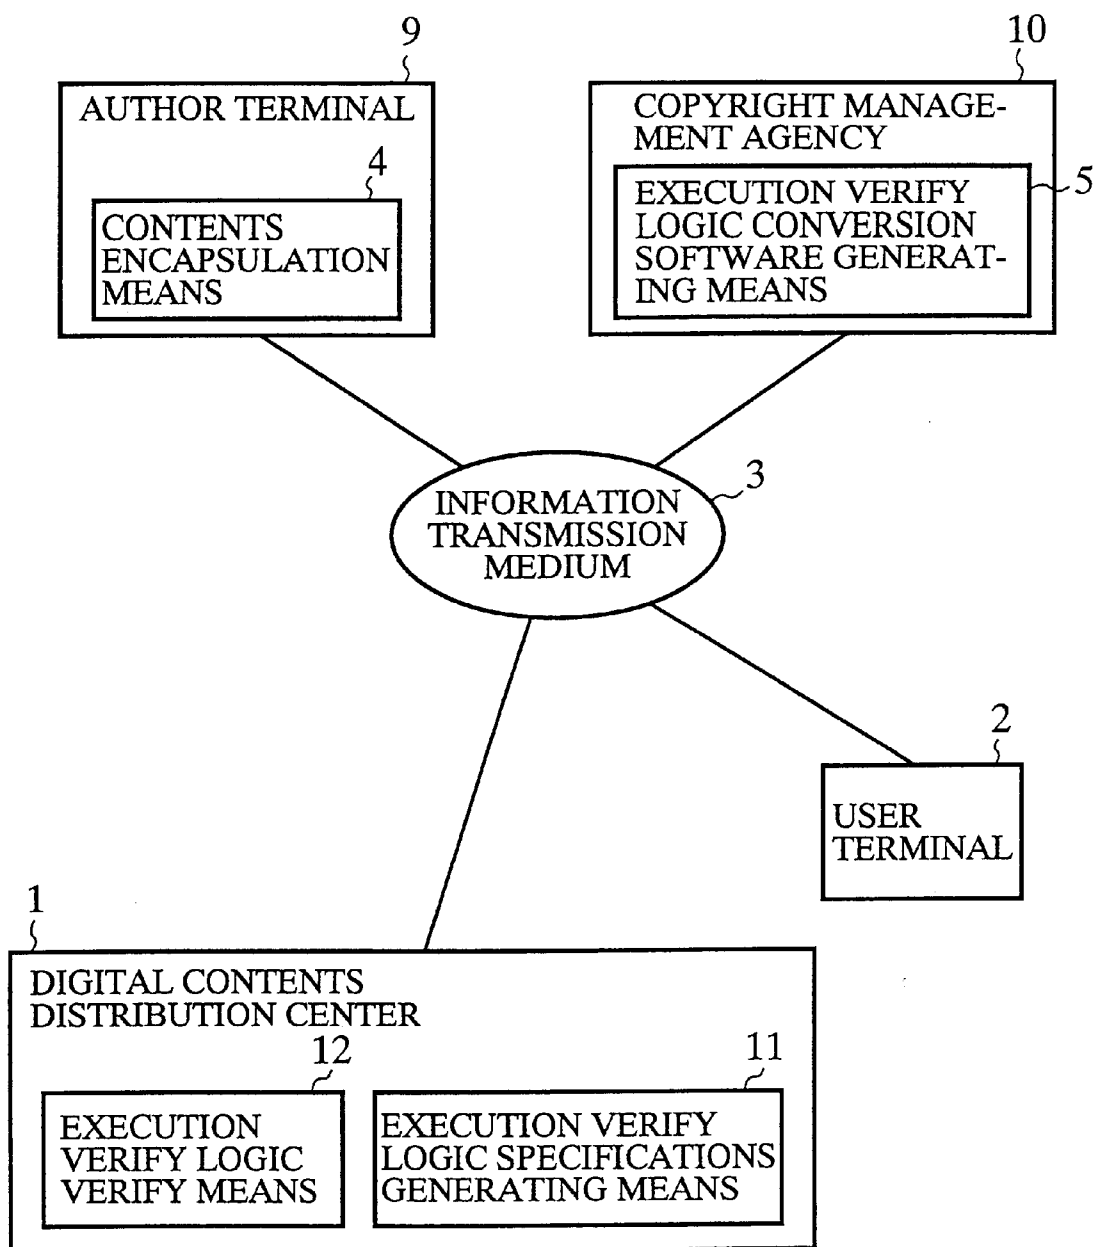 9
AUTHOR TERMINAL
4
CONTENTS
ENCAPSULATION
MEANS
10
COPYRIGHT MANAGE-
MENT AGENCY
5
EXECUTION VERIFY
LOGIC CONVERSION
SOFTWARE GENERAT-
ING MEANS
3
INFORMATION
TRANSMISSION
MEDIUM
2
USER
TERMINAL
1
DIGITAL CONTENTS
DISTRIBUTION CENTER
12
EXECUTION
VERIFY LOGIC
VERIFY MEANS
11
EXECUTION VERIFY
LOGIC SPECIFICATIONS
GENERATING MEANS